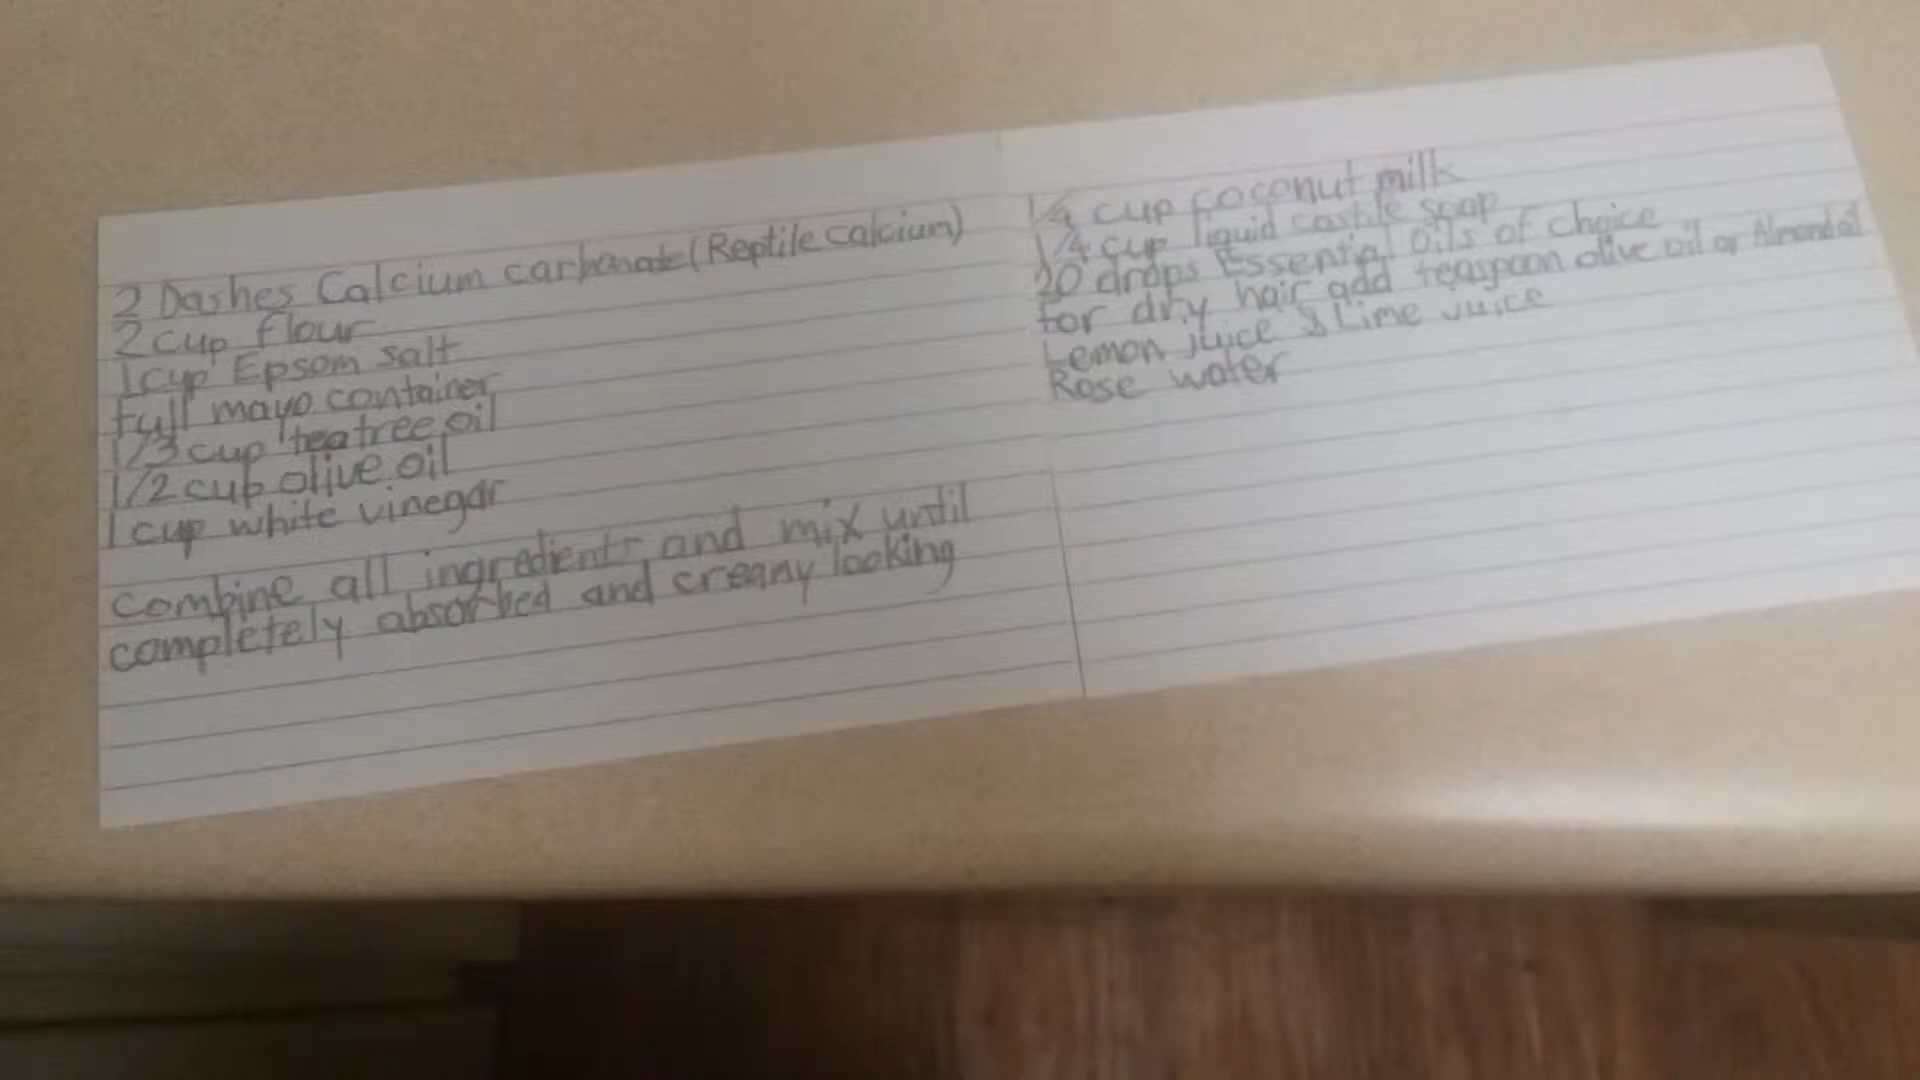 2 Dashes Calcium carbonate (Reptile calcium)
2 cup flour
1 cup Epsom salt
full mayo container
1/3 cup tea tree oil
1/2 cup olive oil
1 cup white vinegar
combine all ingredients and mix until
completely absorbed and creany looking
1/4 cup coconut milk
1/4 cup liquid castile soap
20 drops Essential Oils of choice
for dry hair add teaspoon olive oil or Almond oil
Lemon juice & Lime Juice
Rose water